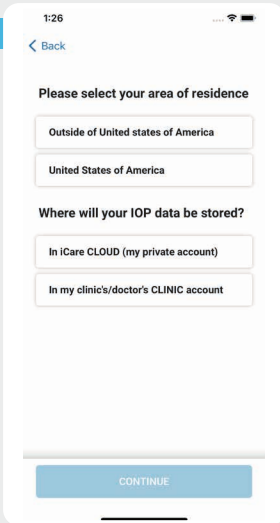 1:26
Back
Please select your area of residence
Outside of United states of America
United States of America
Where will your IOP data be stored?
In iCare CLOUD (my private account)
In my clinic's/doctor's CLINIC account
CONTINUE